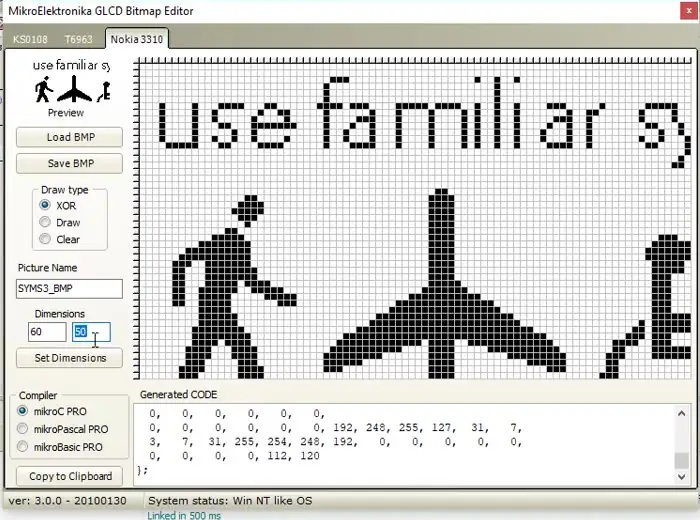 MikroElektronika GLCD Bitmap Editor
KS0108 T6963 Nokia 3310
use familiar sy
Preview
Load BMP
Save BMP
Draw type
XOR
Draw
Clear
Picture Name
SYMS3_BMP
Dimensions
60 50
Set Dimensions
Compiler
mikroC PRO
mikroPascal PRO
mikroBasic PRO
Copy to Clipboard
use familiar sy
Generated CODE
0, 0, 0, 0, 0, 0,
0, 0, 0, 0, 0, 0, 192, 248, 255, 127, 31, 7,
3, 7, 31, 255, 254, 248, 192, 0, 0, 0, 0, 0,
0, 0, 0, 0, 112, 120
};
ver: 3.0.0 - 20100130 System status: Win NT like OS
Linked in 500 ms